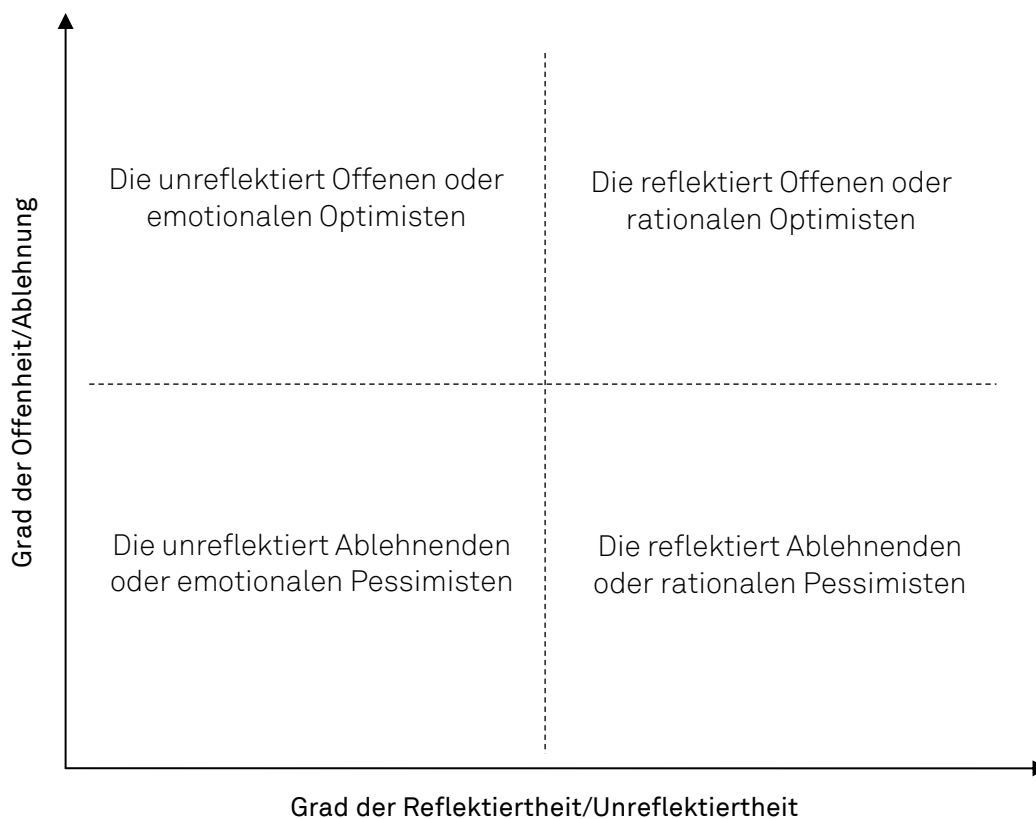 Grad der Offenheit/Ablehnung
Die unreflektiert Offenen oder
emotionalen Optimisten
Die reflektiert Offenen oder
rationalen Optimisten
Die unreflektiert Ablehnenden
oder emotionalen Pessimisten
Die reflektiert Ablehnenden
oder rationalen Pessimisten
Grad der Reflektiertheit/Unreflektiertheit